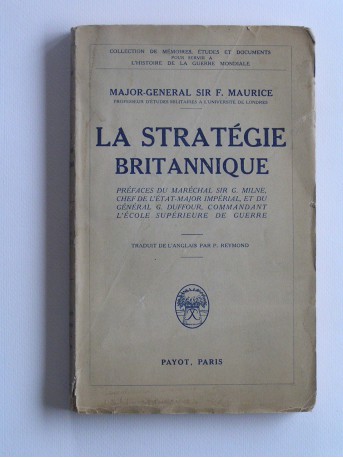 COLLECTION DE MÉMOIRES, ÉTUDES ET DOCUMENTS
POUR SERVIR A
L'HISTOIRE DE LA GUERRE MONDIALE
MAJOR-GENERAL SIR F. MAURICE
PROFESSEUR D'ÉTUDES MILITAIRES A L'UNIVERSITÉ DE LONDRES
LA STRATÉGIE
BRITANNIQUE
PRÉFACES DU MARÉCHAL SIR G. MILNE,
CHEF DE L'ÉTAT-MAJOR IMPÉRIAL, ET DU
GÉNÉRAL G. DUFFOUR, COMMANDANT
L'ÉCOLE SUPÉRIEURE DE GUERRE
TRADUIT DE L'ANGLAIS PAR P. REYMOND
PAYOT, PARIS